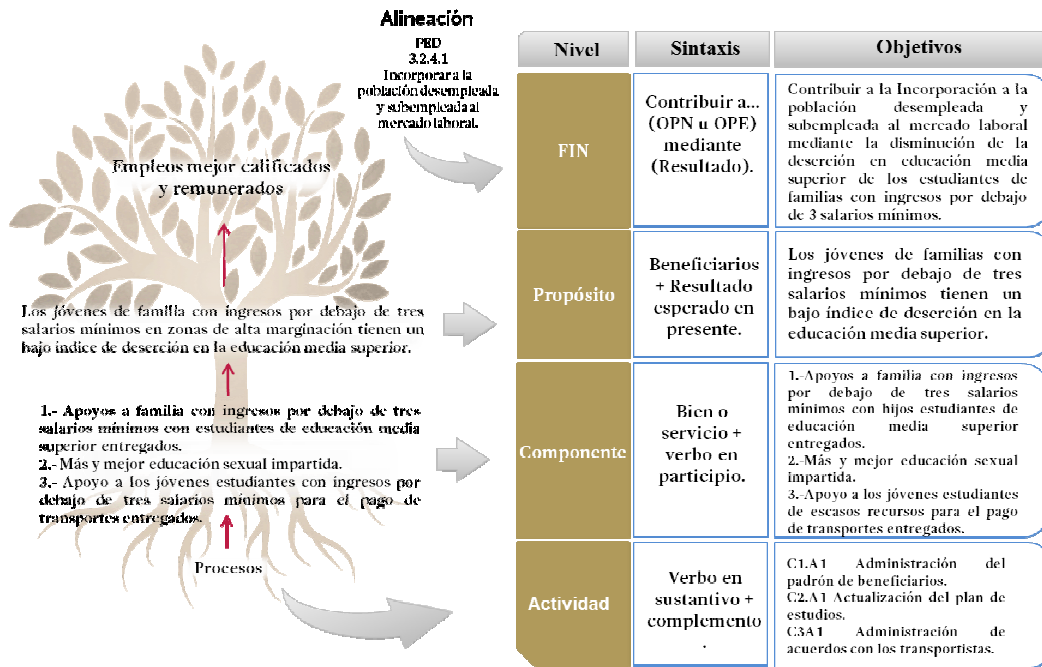 Alineación
PED
3.2.4.1
Incorporar a la
población desempleada
y subempleada al
mercado laboral.
Empleos mejor calificados
y remunerados
Los jóvenes de familia con ingresos por debajo de tres
salarios mínimos en zonas de alta marginación tienen un
bajo índice de deserción en la educación media superior.
1.- Apoyos a familia con ingresos por debajo de tres
salarios mínimos con estudiantes de educación media
superior entregados.
2.- Más y mejor educación sexual impartida.
3.- Apoyo a los jóvenes estudiantes con ingresos por
debajo de tres salarios mínimos para el pago de
transportes entregados.
Procesos
Nivel
Sintaxis
Objetivos
FIN
Contribuir a...
(OPN u OPE)
mediante
(Resultado).
Contribuir a la Incorporación a la
población desempleada y
subempleada al mercado laboral
mediante la disminución de la
deserción en educación media
superior de los estudiantes de
familias con ingresos por debajo
de 3 salarios mínimos.
Propósito
Beneficiarios
+ Resultado
esperado en
presente.
Los jóvenes de familias con
ingresos por debajo de tres
salarios mínimos tienen un
bajo índice de deserción en la
educación media superior.
Componente
Bien o
servicio +
verbo en
participio.
1.-Apoyos a familia con ingresos
por debajo de tres salarios
mínimos con hijos estudiantes de
educación media superior
entregados.
2.-Más y mejor educación sexual
impartida.
3.-Apoyo a los jóvenes estudiantes
de escasos recursos para el pago
de transportes entregados.
Actividad
Verbo en
sustantivo +
complemento
.
C1.A1 Administración del
padrón de beneficiarios.
C2.A1 Actualización del plan de
estudios.
C3A1 Administración de
acuerdos con los transportistas.